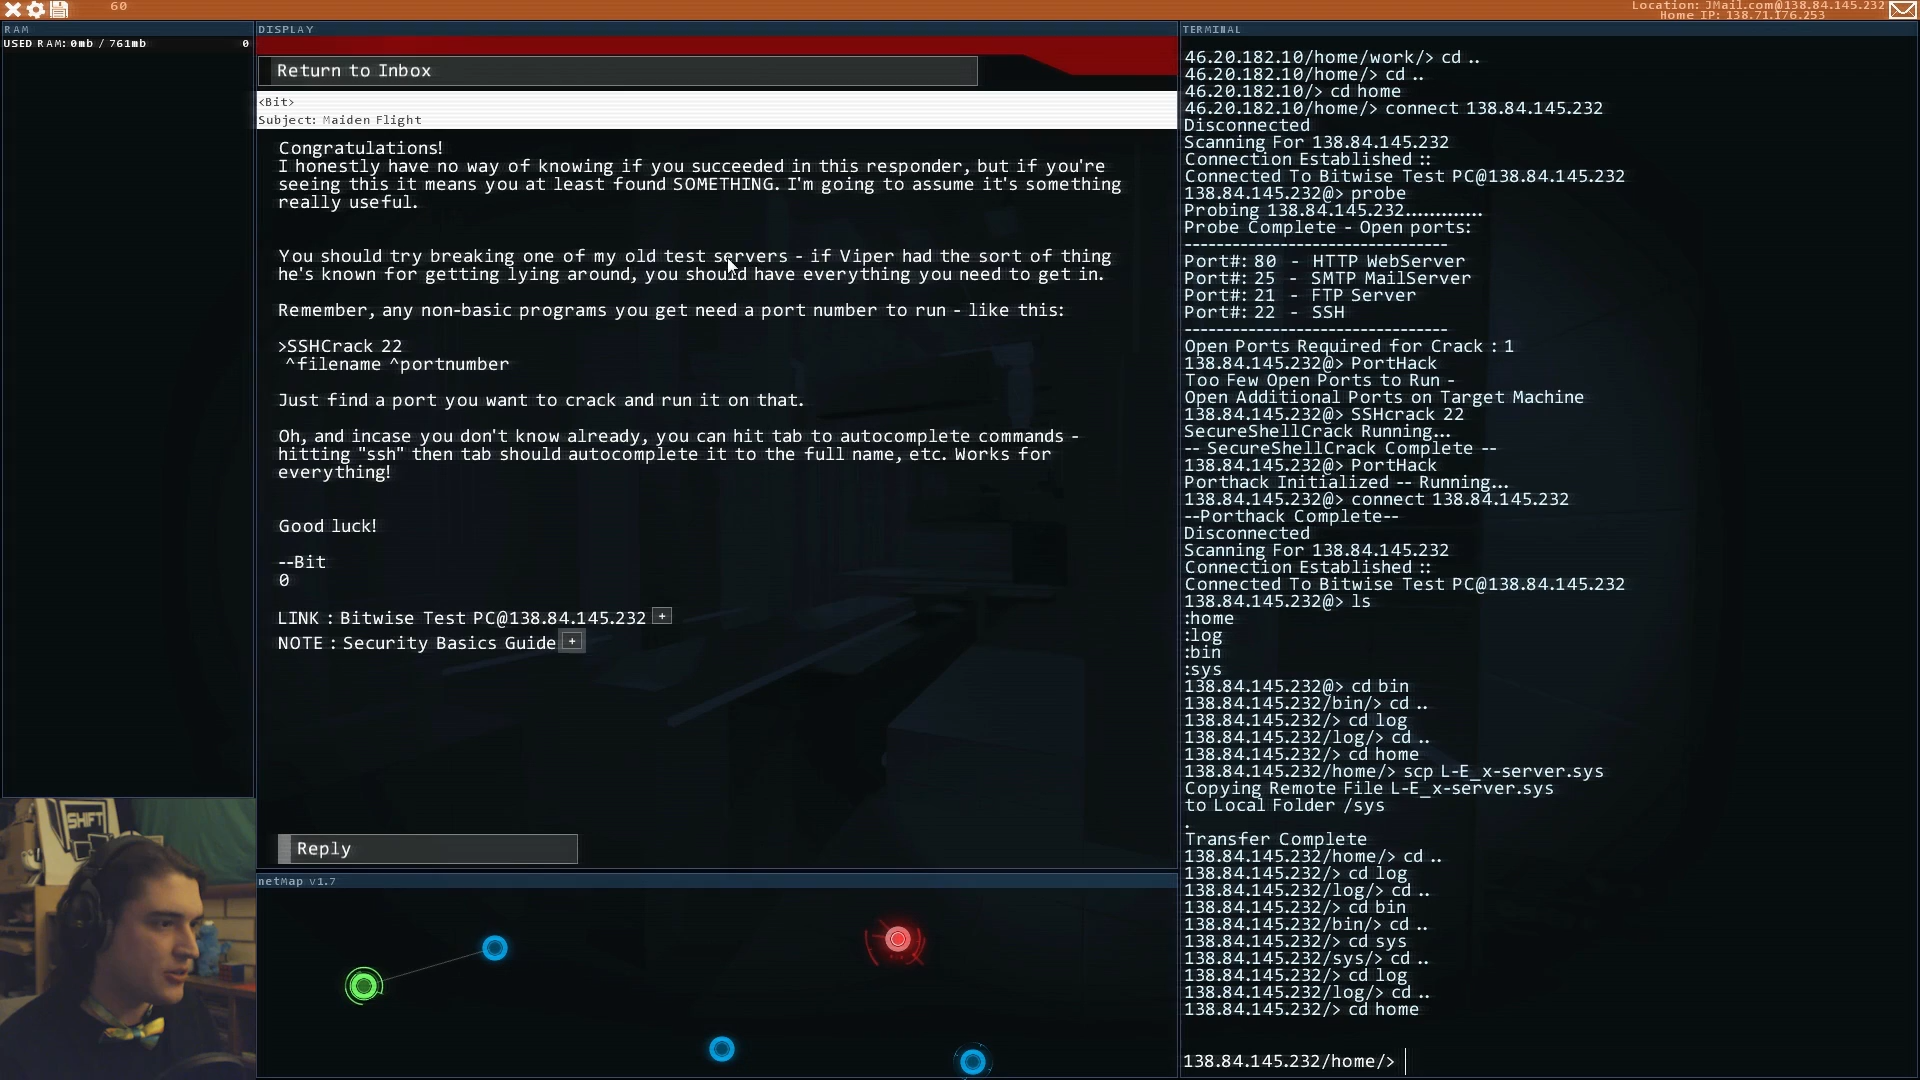 60
Location: JMail.com@138.84.145.232
Home IP: 138.71.176.253
RAM
USED RAM: 0mb / 761mb 0
DISPLAY
Return to Inbox
<Bit>
Subject: Maiden Flight
Congratulations!
I honestly have no way of knowing if you succeeded in this responder, but if you're
seeing this it means you at least found SOMETHING. I'm going to assume it's something
really useful.
You should try breaking one of my old test servers - if Viper had the sort of thing
he's known for getting lying around, you should have everything you need to get in.
Remember, any non-basic programs you get need a port number to run - like this:
>SSHCrack 22
^filename ^portnumber
Just find a port you want to crack and run it on that.
Oh, and incase you don't know already, you can hit tab to autocomplete commands -
hitting "ssh" then tab should autocomplete it to the full name, etc. Works for
everything!
Good luck!
--Bit
0
LINK : Bitwise Test PC@138.84.145.232 +
NOTE : Security Basics Guide +
Reply
netMap v1.7
SHIFT
TERMINAL
46.20.182.10/home/work/> cd ..
46.20.182.10/home/> cd ..
46.20.182.10/> cd home
46.20.182.10/home/> connect 138.84.145.232
Disconnected
Scanning For 138.84.145.232
Connection Established ::
Connected To Bitwise Test PC@138.84.145.232
138.84.145.232@> probe
Probing 138.84.145.232.............
Probe Complete - Open ports:
---------------------------------
Port#: 80 - HTTP WebServer
Port#: 25 - SMTP MailServer
Port#: 21 - FTP Server
Port#: 22 - SSH
---------------------------------
Open Ports Required for Crack : 1
138.84.145.232@> PortHack
Too Few Open Ports to Run -
Open Additional Ports on Target Machine
138.84.145.232@> SSHcrack 22
SecureShellCrack Running...
-- SecureShellCrack Complete --
138.84.145.232@> PortHack
Porthack Initialized -- Running...
138.84.145.232@> connect 138.84.145.232
--Porthack Complete--
Disconnected
Scanning For 138.84.145.232
Connection Established ::
Connected To Bitwise Test PC@138.84.145.232
138.84.145.232@> ls
:home
:log
:bin
:sys
138.84.145.232@> cd bin
138.84.145.232/bin/> cd ..
138.84.145.232/> cd log
138.84.145.232/log/> cd ..
138.84.145.232/> cd home
138.84.145.232/home/> scp L-E_x-server.sys
Copying Remote File L-E_x-server.sys
to Local Folder /sys
.
Transfer Complete
138.84.145.232/home/> cd ..
138.84.145.232/> cd log
138.84.145.232/log/> cd ..
138.84.145.232/> cd bin
138.84.145.232/bin/> cd ..
138.84.145.232/> cd sys
138.84.145.232/sys/> cd ..
138.84.145.232/> cd log
138.84.145.232/log/> cd ..
138.84.145.232/> cd home
138.84.145.232/home/>